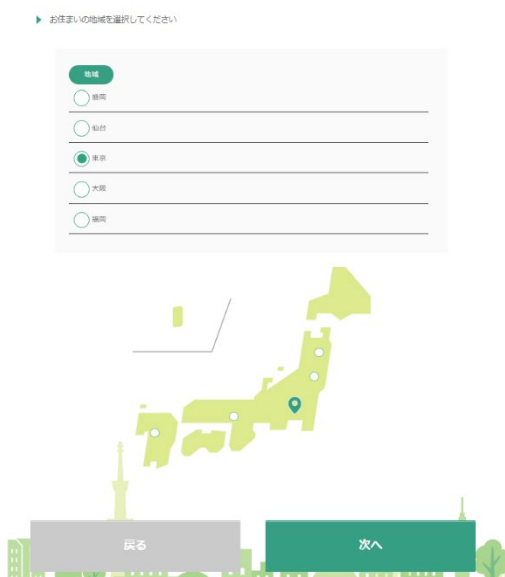 お住まいの地域を選択してください
地域
盛岡
仙台
東京
大阪
福岡
戻る
次へ